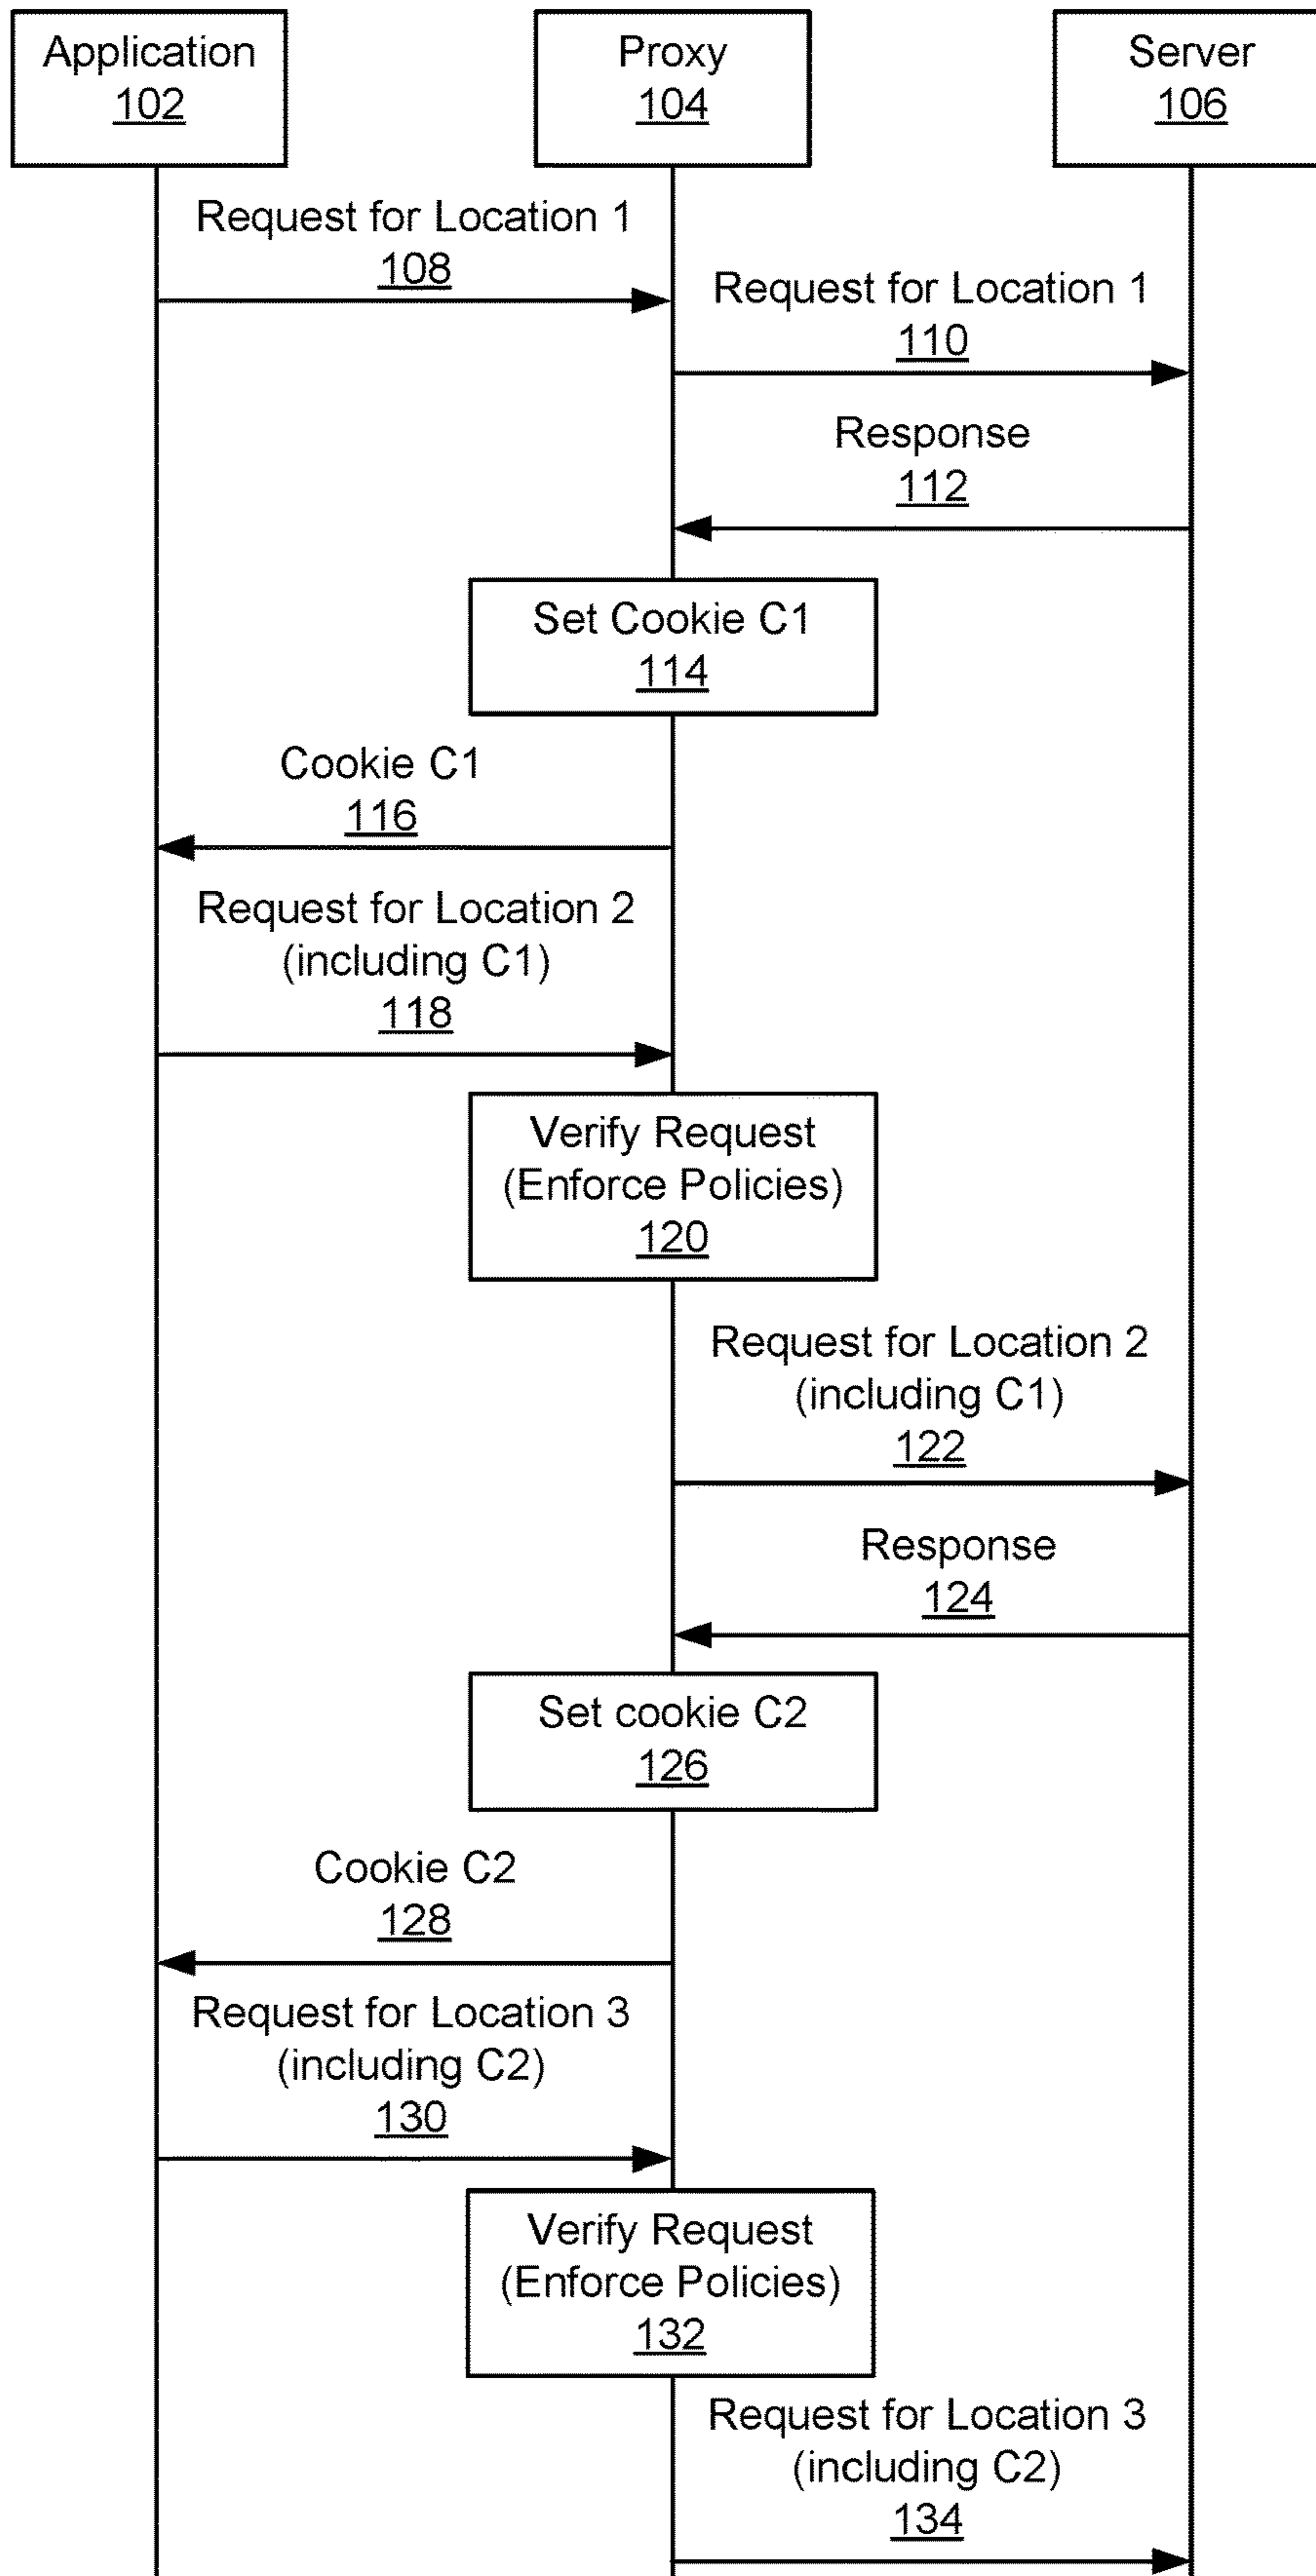 Application
102
Proxy
104
Server
106
Request for Location 1
108
Request for Location 1
110
Response
112
Set Cookie C1
114
Cookie C1
116
Request for Location 2
(including C1)
118
Verify Request
(Enforce Policies)
120
Request for Location 2
(including C1)
122
Response
124
Set cookie C2
126
Cookie C2
128
Request for Location 3
(including C2)
130
Verify Request
(Enforce Policies)
132
Request for Location 3
(including C2)
134